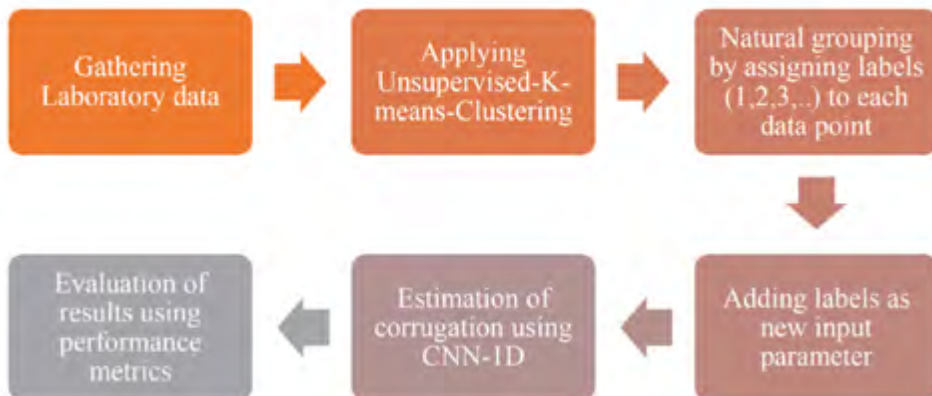 Gathering
Laboratory data
Applying
Unsupervised-K-
means-Clustering
Natural grouping
by assigning labels
(1,2,3,..) to each
data point
Adding labels as
new input
parameter
Estimation of
corrugation using
CNN-1D
Evaluation of
results using
performance
metrics